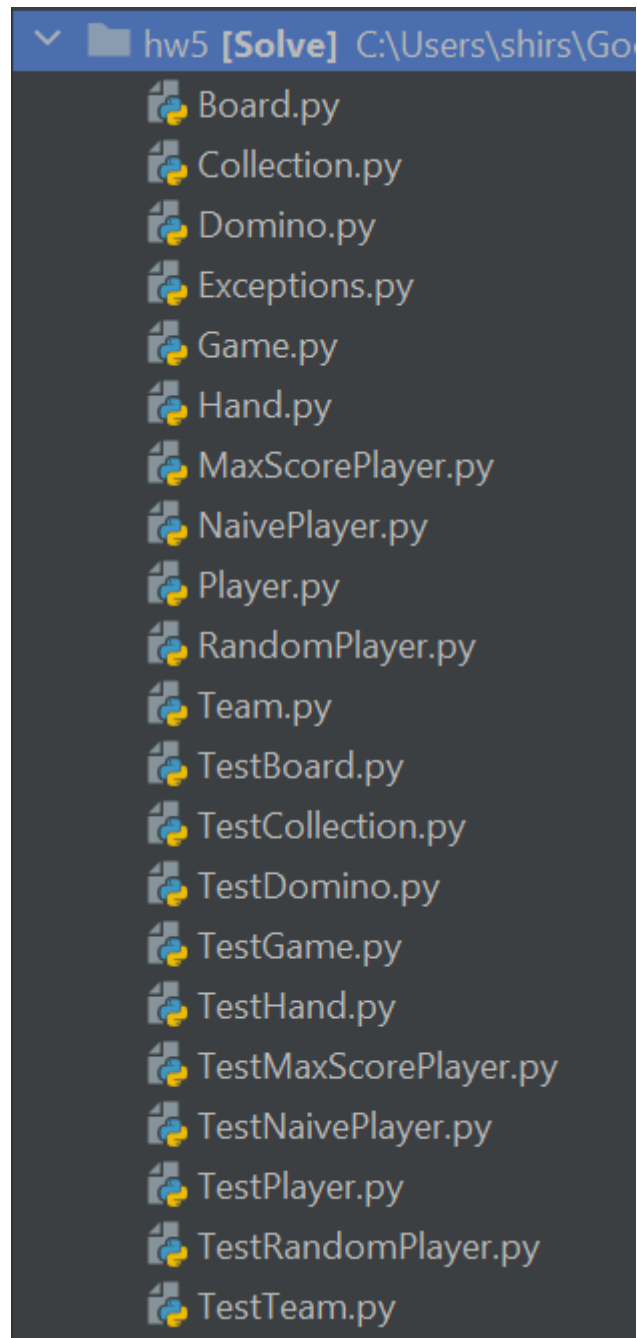 hw5 [Solve] C:\Users\shirs\Goo
Board.py
Collection.py
Domino.py
Exceptions.py
Game.py
Hand.py
MaxScorePlayer.py
NaivePlayer.py
Player.py
RandomPlayer.py
Team.py
TestBoard.py
TestCollection.py
TestDomino.py
TestGame.py
TestHand.py
TestMaxScorePlayer.py
TestNaivePlayer.py
TestPlayer.py
TestRandomPlayer.py
TestTeam.py